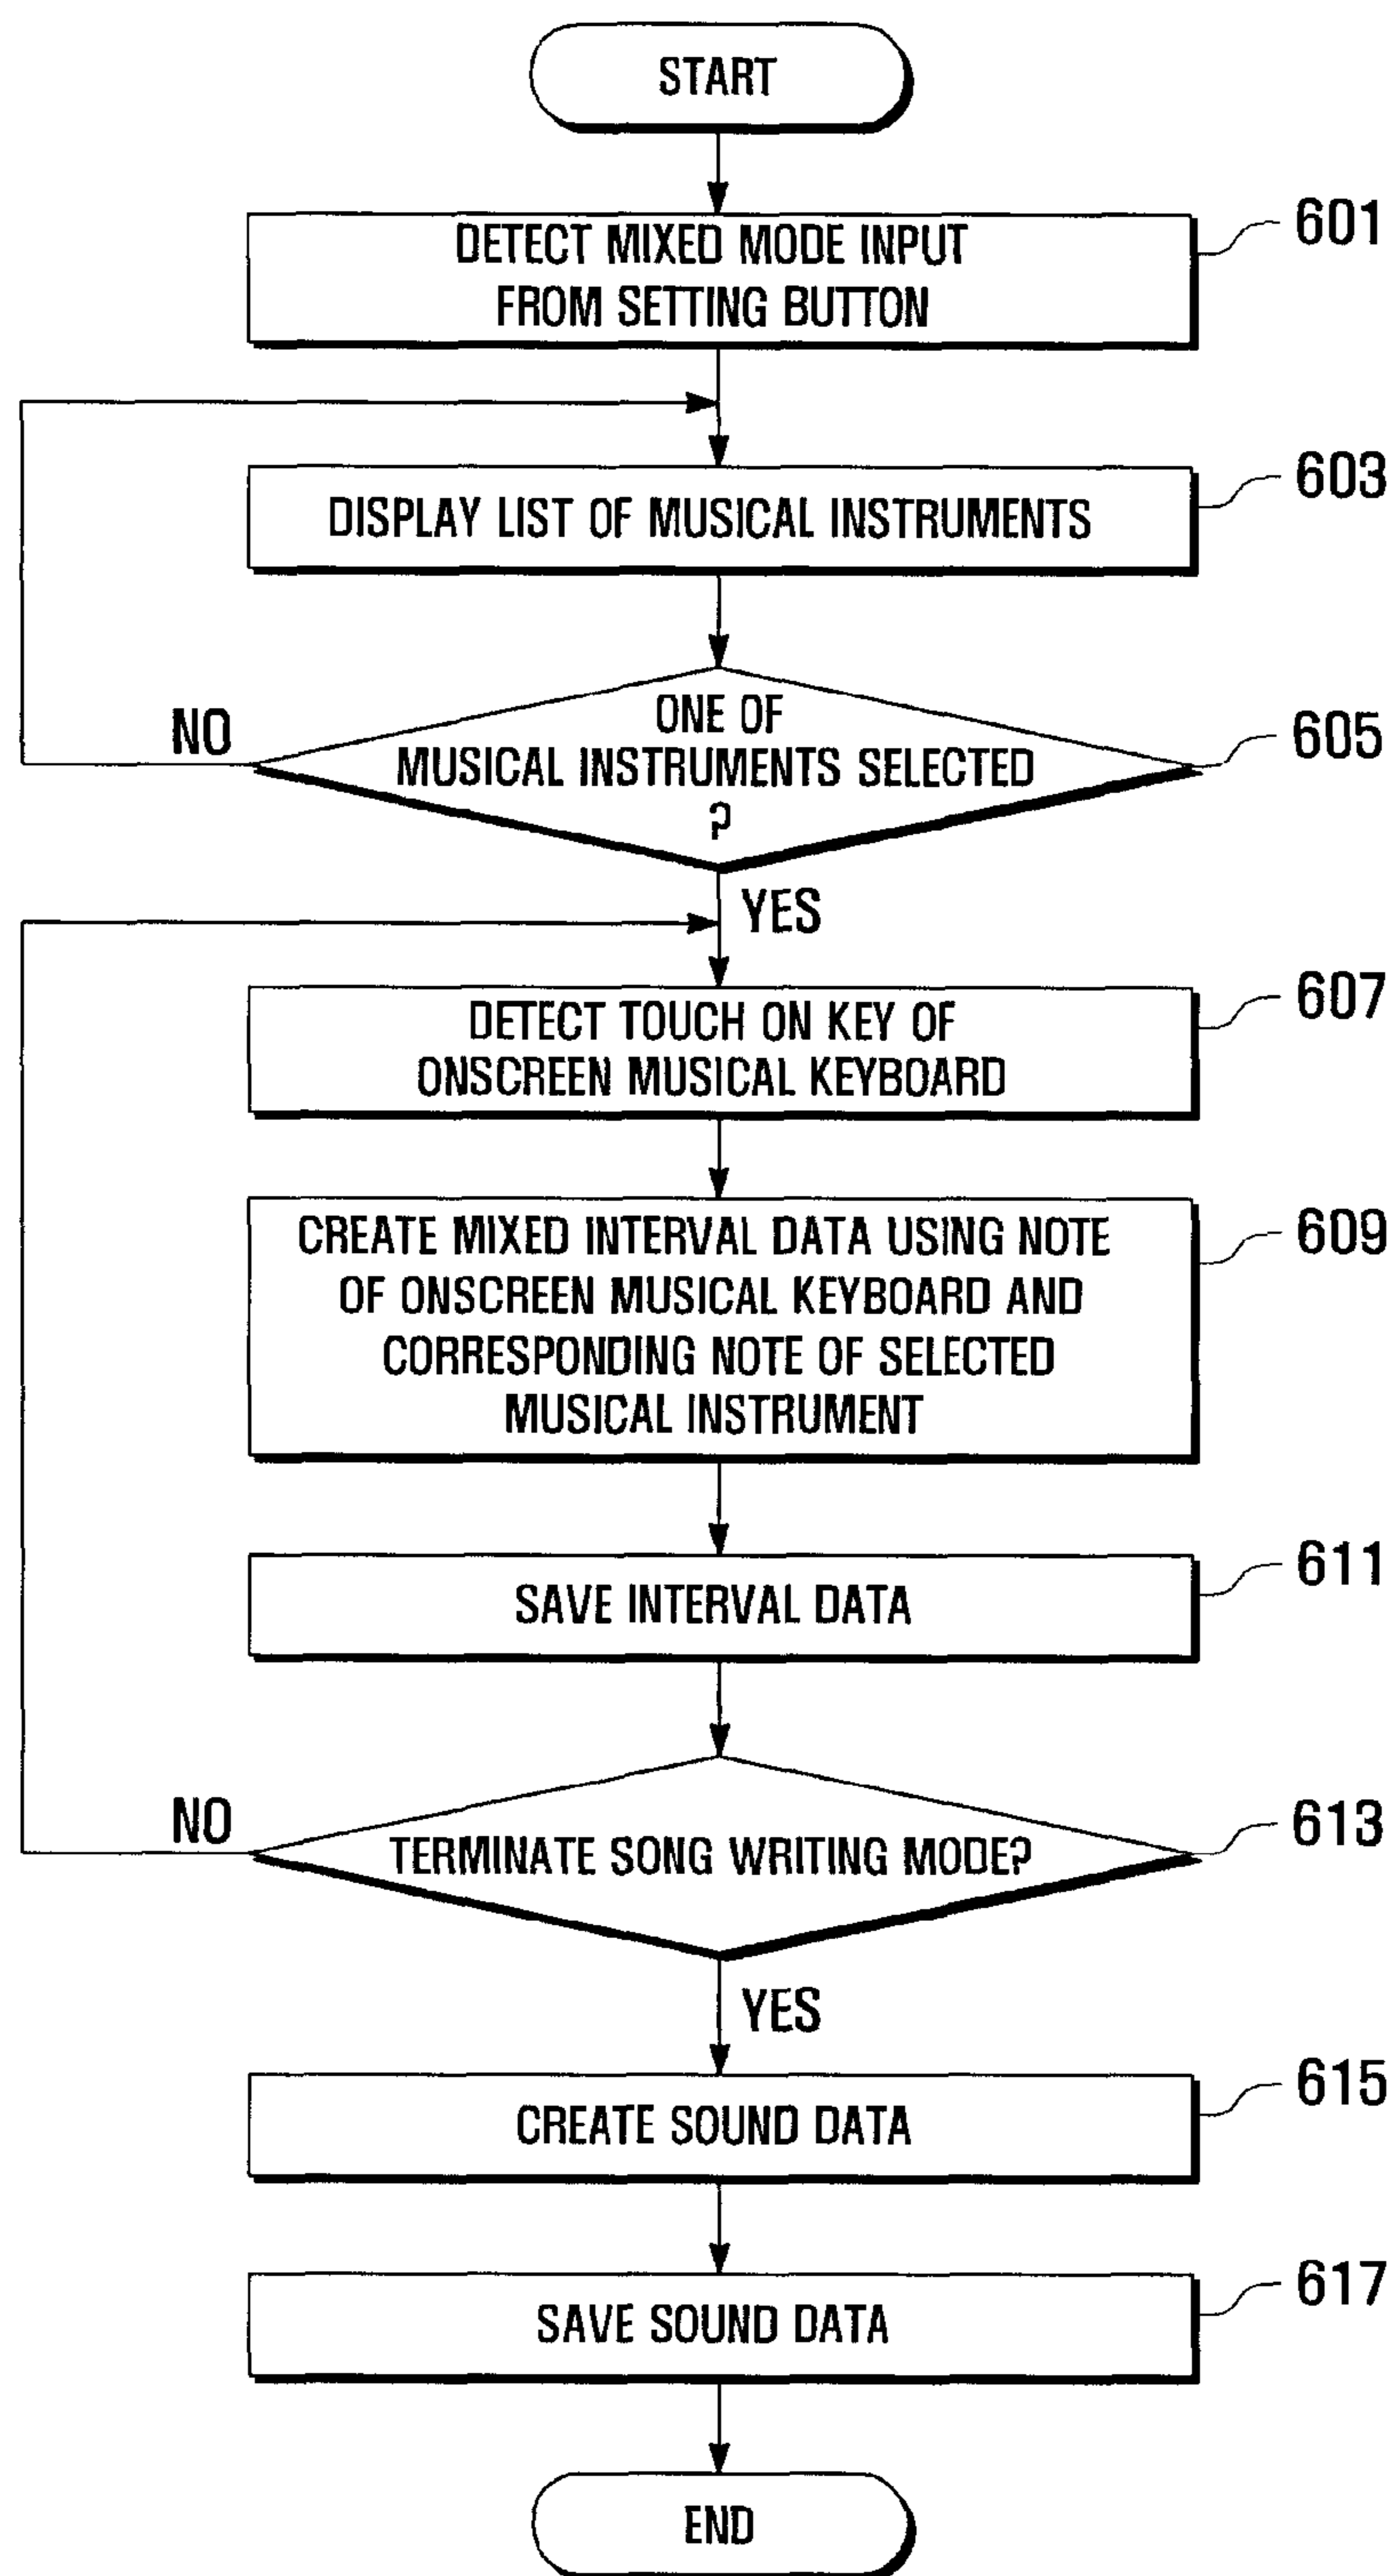 START
DETECT MIXED MODE INPUT
FROM SETTING BUTTON
601
DISPLAY LIST OF MUSICAL INSTRUMENTS
603
ONE OF
MUSICAL INSTRUMENTS SELECTED
?
605
NO
YES
DETECT TOUCH ON KEY OF
ONSCREEN MUSICAL KEYBOARD
607
CREATE MIXED INTERVAL DATA USING NOTE
OF ONSCREEN MUSICAL KEYBOARD AND
CORRESPONDING NOTE OF SELECTED
MUSICAL INSTRUMENT
609
SAVE INTERVAL DATA
611
TERMINATE SONG WRITING MODE?
613
NO
YES
CREATE SOUND DATA
615
SAVE SOUND DATA
617
END